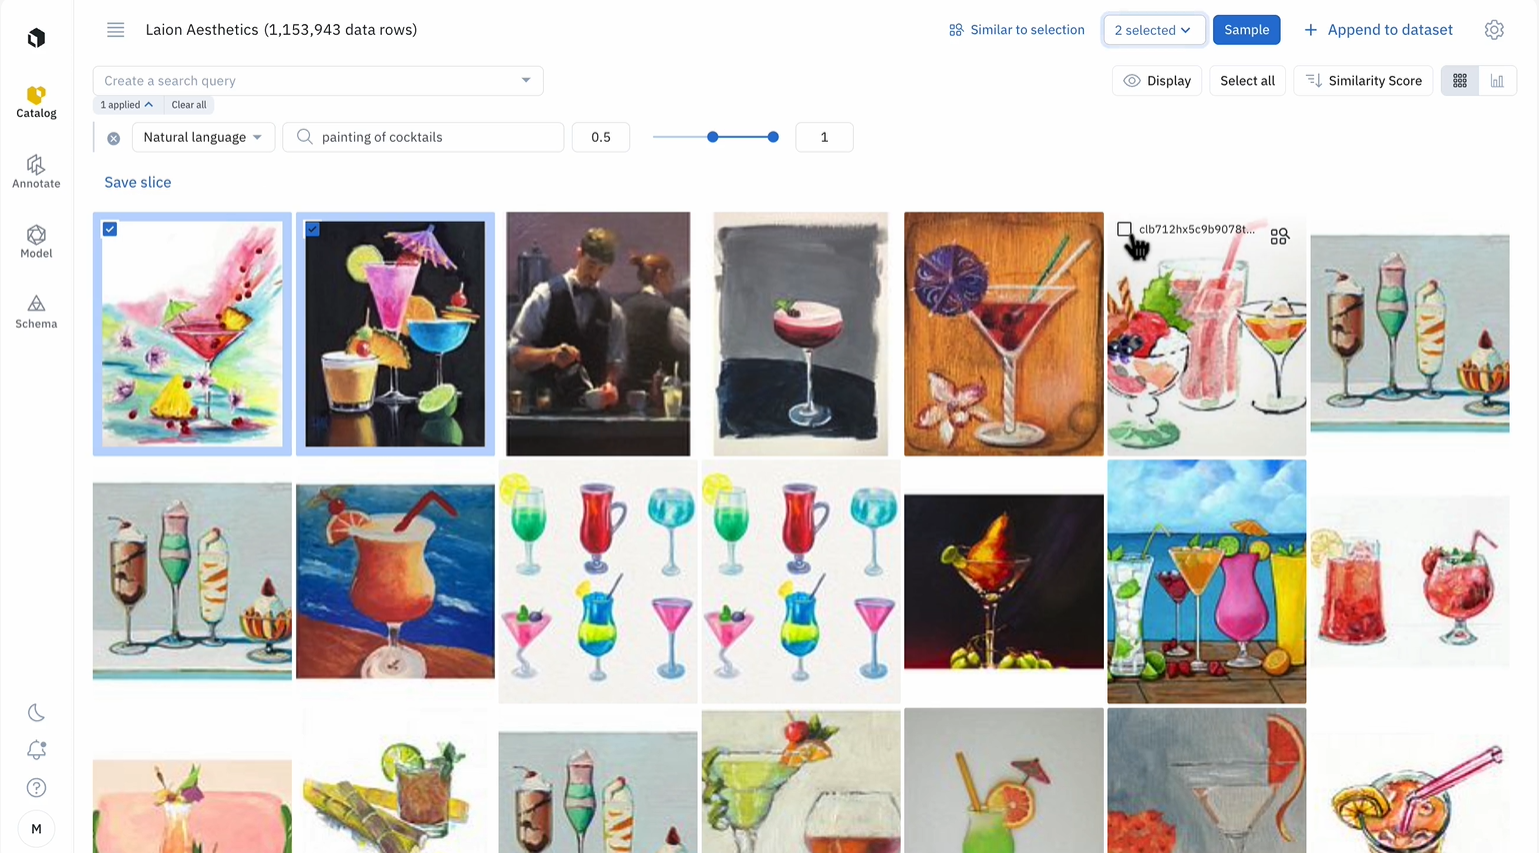 Laion Aesthetics (1,153,943 data rows)
Similar to selection
2 selected
Sample
+ Append to dataset
Create a search query
Display
Select all
Similarity Score
1 applied
Clear all
Natural language
painting of cocktails
0.5
1
Save slice
Catalog
Annotate
Model
Schema
M
clb712hx5c9b9078t...